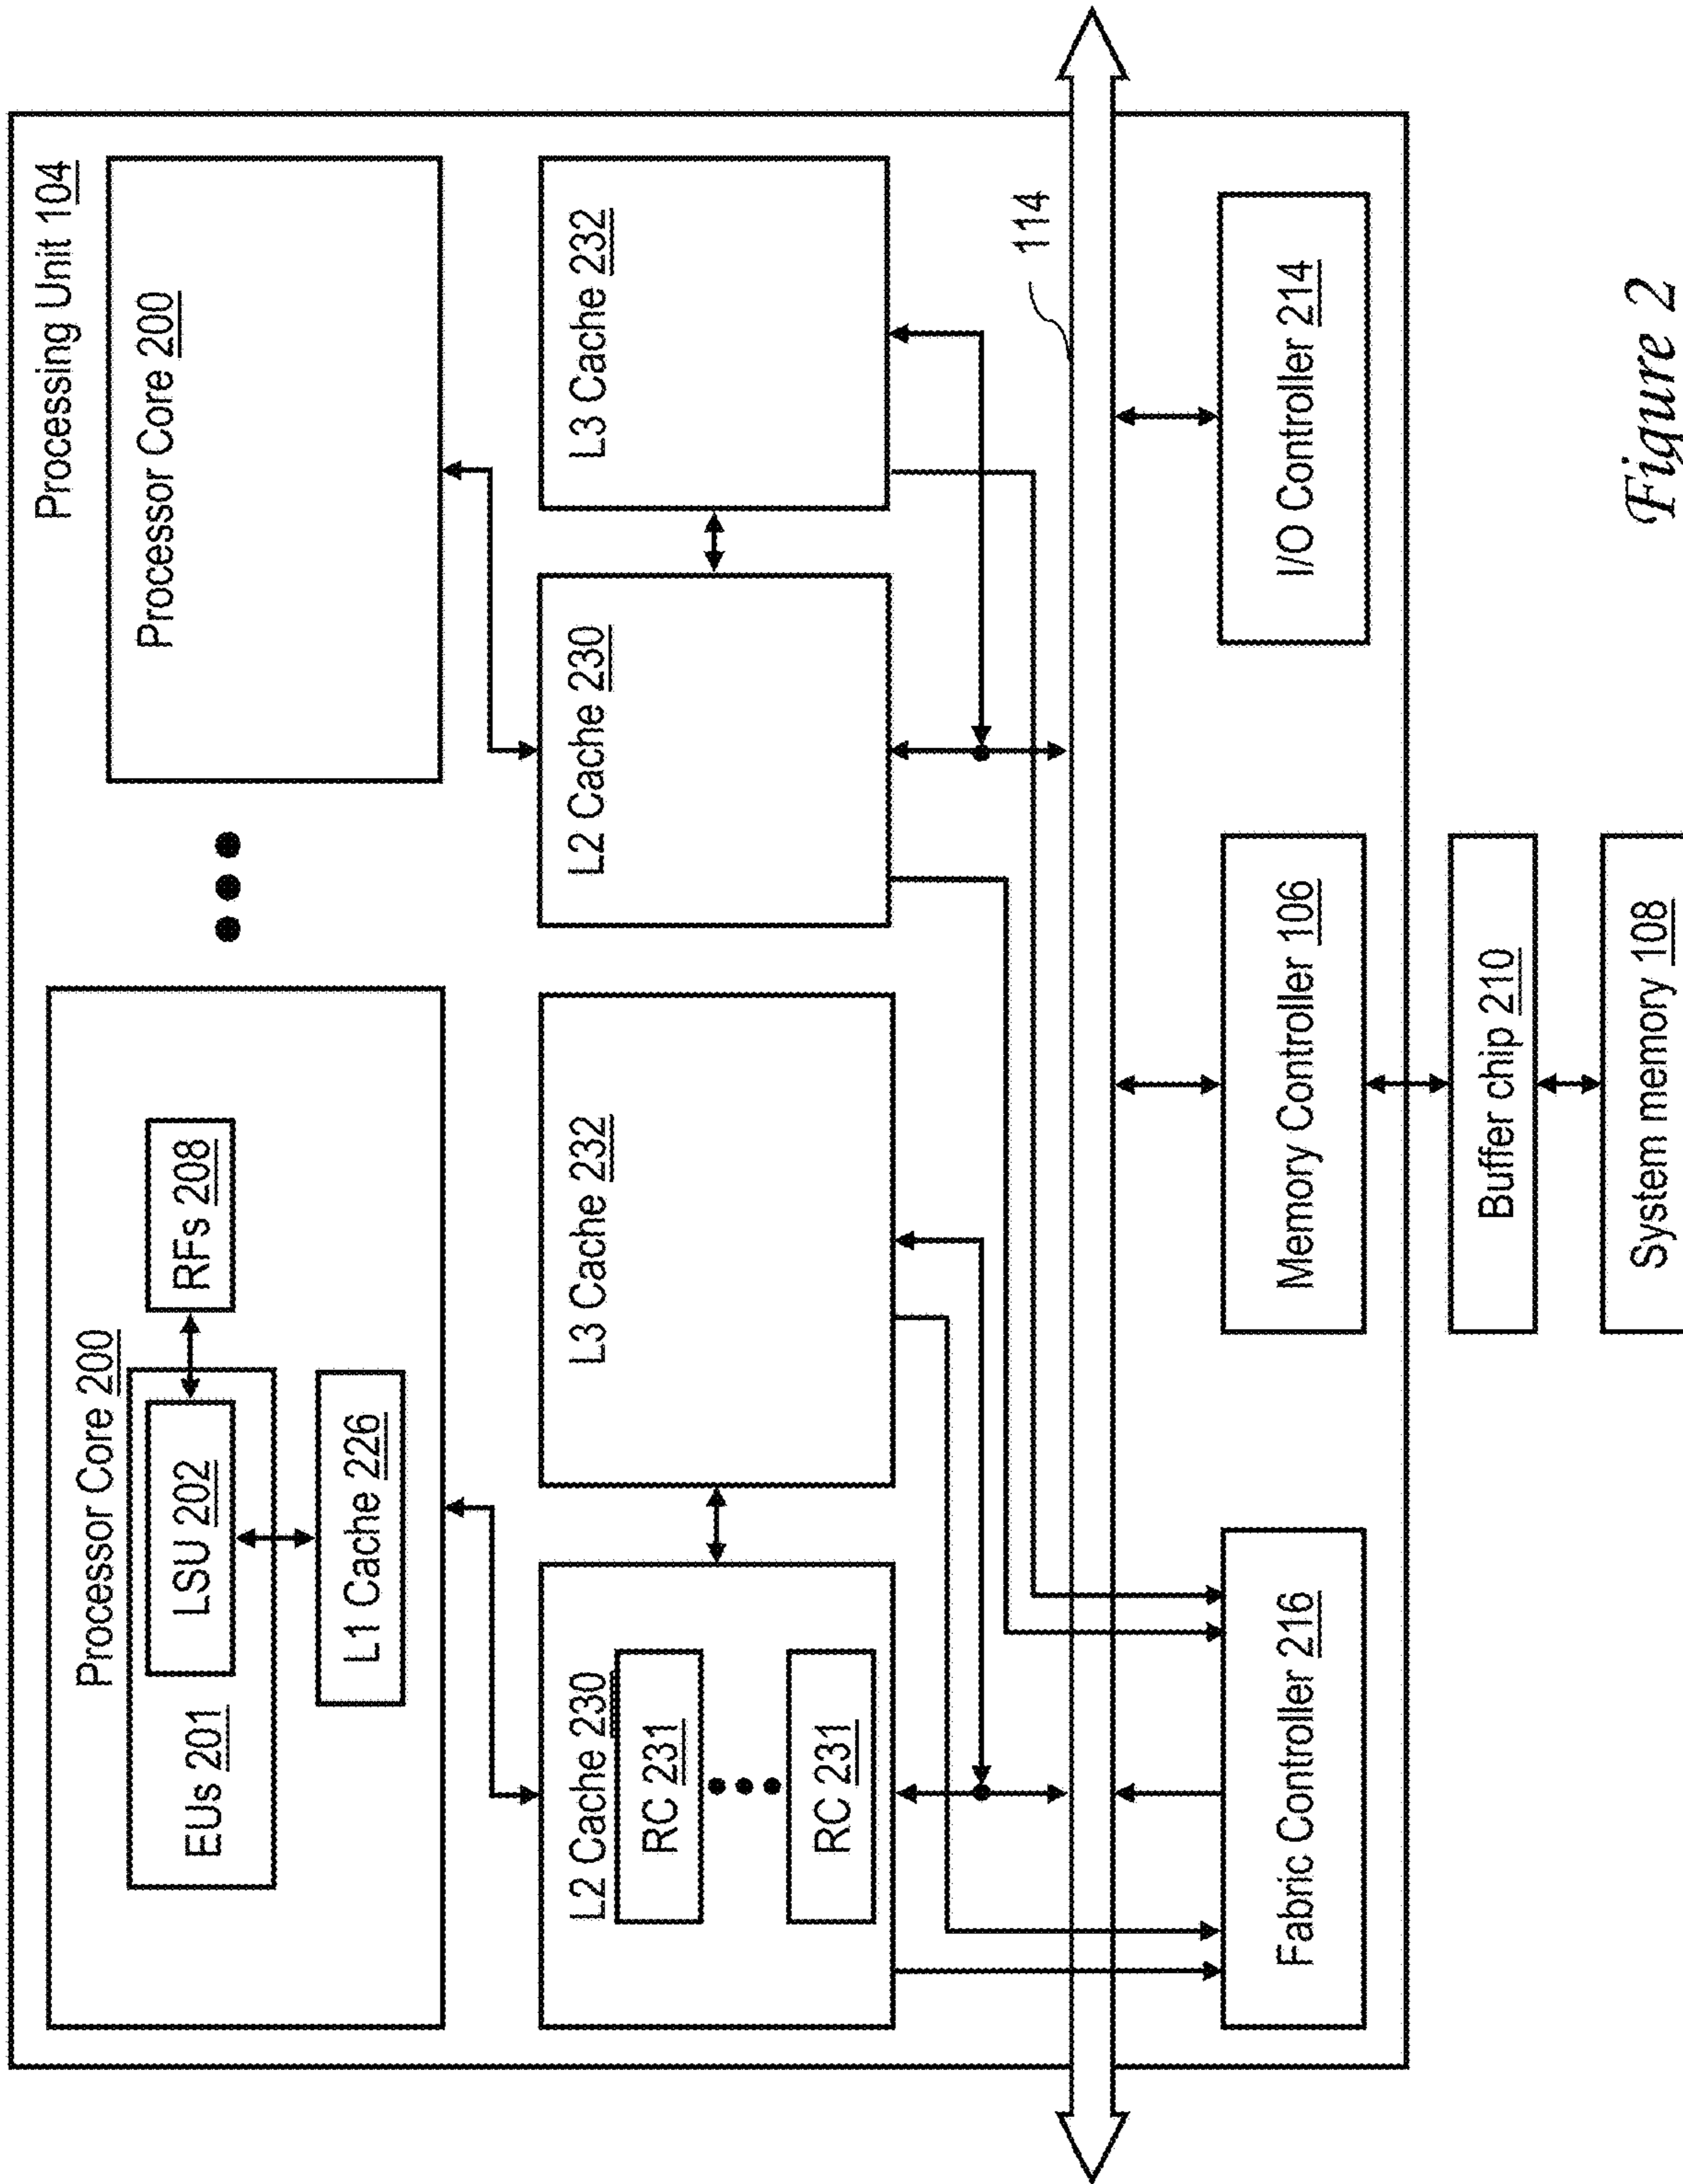 Processing Unit 104
Processor Core 200
EUs 201
LSU 202
RFs 208
L1 Cache 226
Processor Core 200
L2 Cache 230
RC 231
RC 231
L3 Cache 232
L2 Cache 230
L3 Cache 232
114
Fabric Controller 216
Memory Controller 106
I/O Controller 214
Buffer chip 210
System memory 108
Figure 2